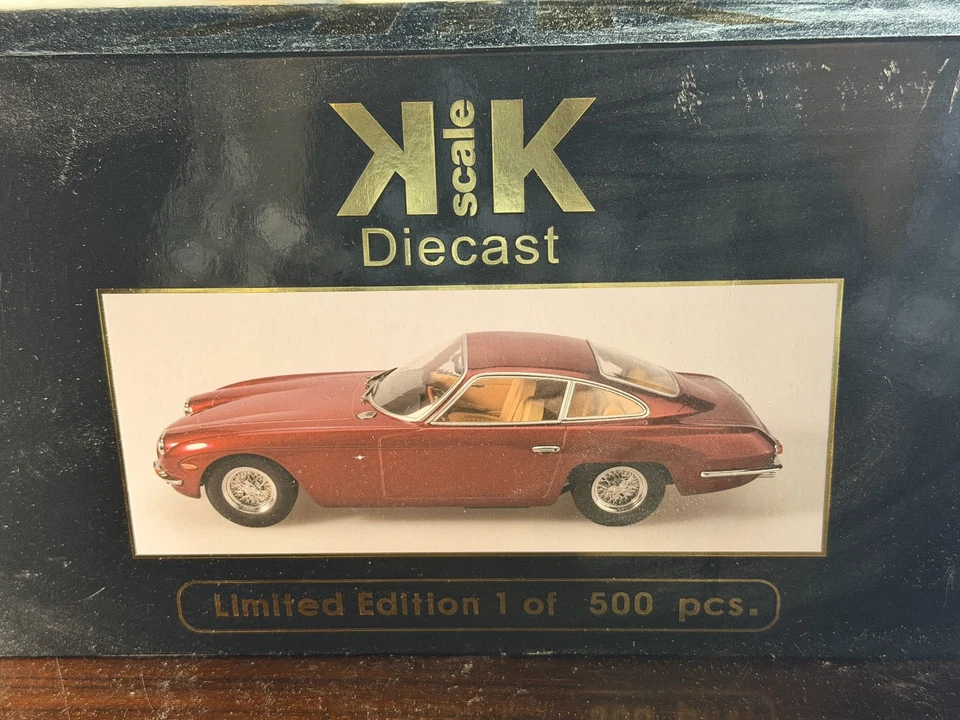 KK
scale
Diecast
Limited Edition 1 of 500 pcs.